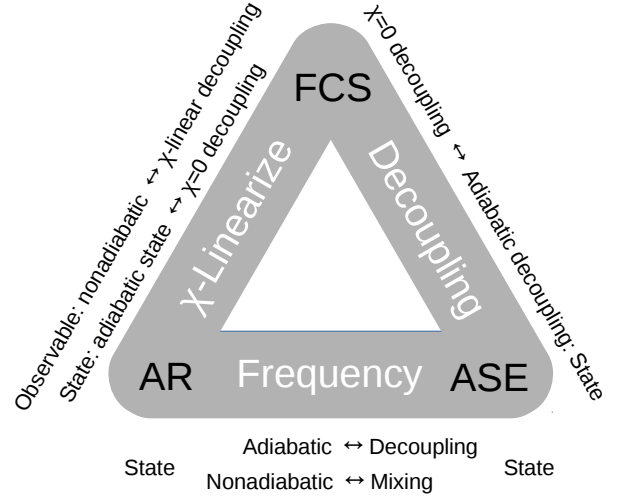 Observable: nonadiabatic ↔ χ-linear decoupling
State: adiabatic state ↔ χ=0 decoupling
χ=0 decoupling ↔ Adiabatic decoupling: State
FCS
χ-Linearize
Decoupling
AR
Frequency
ASE
Adiabatic ↔ Decoupling
State
State
Nonadiabatic ↔ Mixing